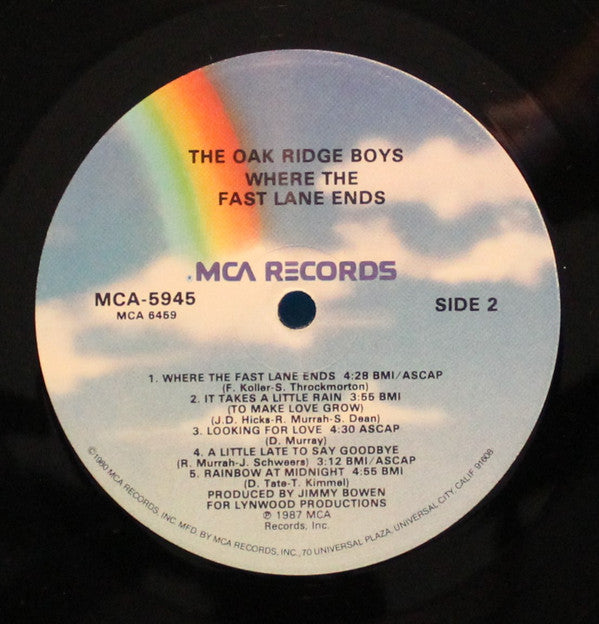 THE OAK RIDGE BOYS
WHERE THE
FAST LANE ENDS
MCA RECORDS
MCA-5945
MCA 6459
SIDE 2
1. WHERE THE FAST LANE ENDS 4:28 BMI/ASCAP
(F. Koller-S. Throckmorton)
2. IT TAKES A LITTLE RAIN 3:55 BMI
(TO MAKE LOVE GROW)
(J.D. Hicks-R. Murrah-S. Dean)
3. LOOKING FOR LOVE 4:30 ASCAP
(D. Murray)
4. A LITTLE LATE TO SAY GOODBYE
(R. Murrah-J. Schweers) 3:12 BMI/ASCAP
5. RAINBOW AT MIDNIGHT 4:55 BMI
(D. Tate-T. Kimmel)
PRODUCED BY JIMMY BOWEN
FOR LYNWOOD PRODUCTIONS
℗ 1987 MCA
Records, Inc.
©1980 MCA RECORDS, INC. MFD. BY MCA RECORDS, INC., 70 UNIVERSAL PLAZA, UNIVERSAL CITY, CALIF. 91608